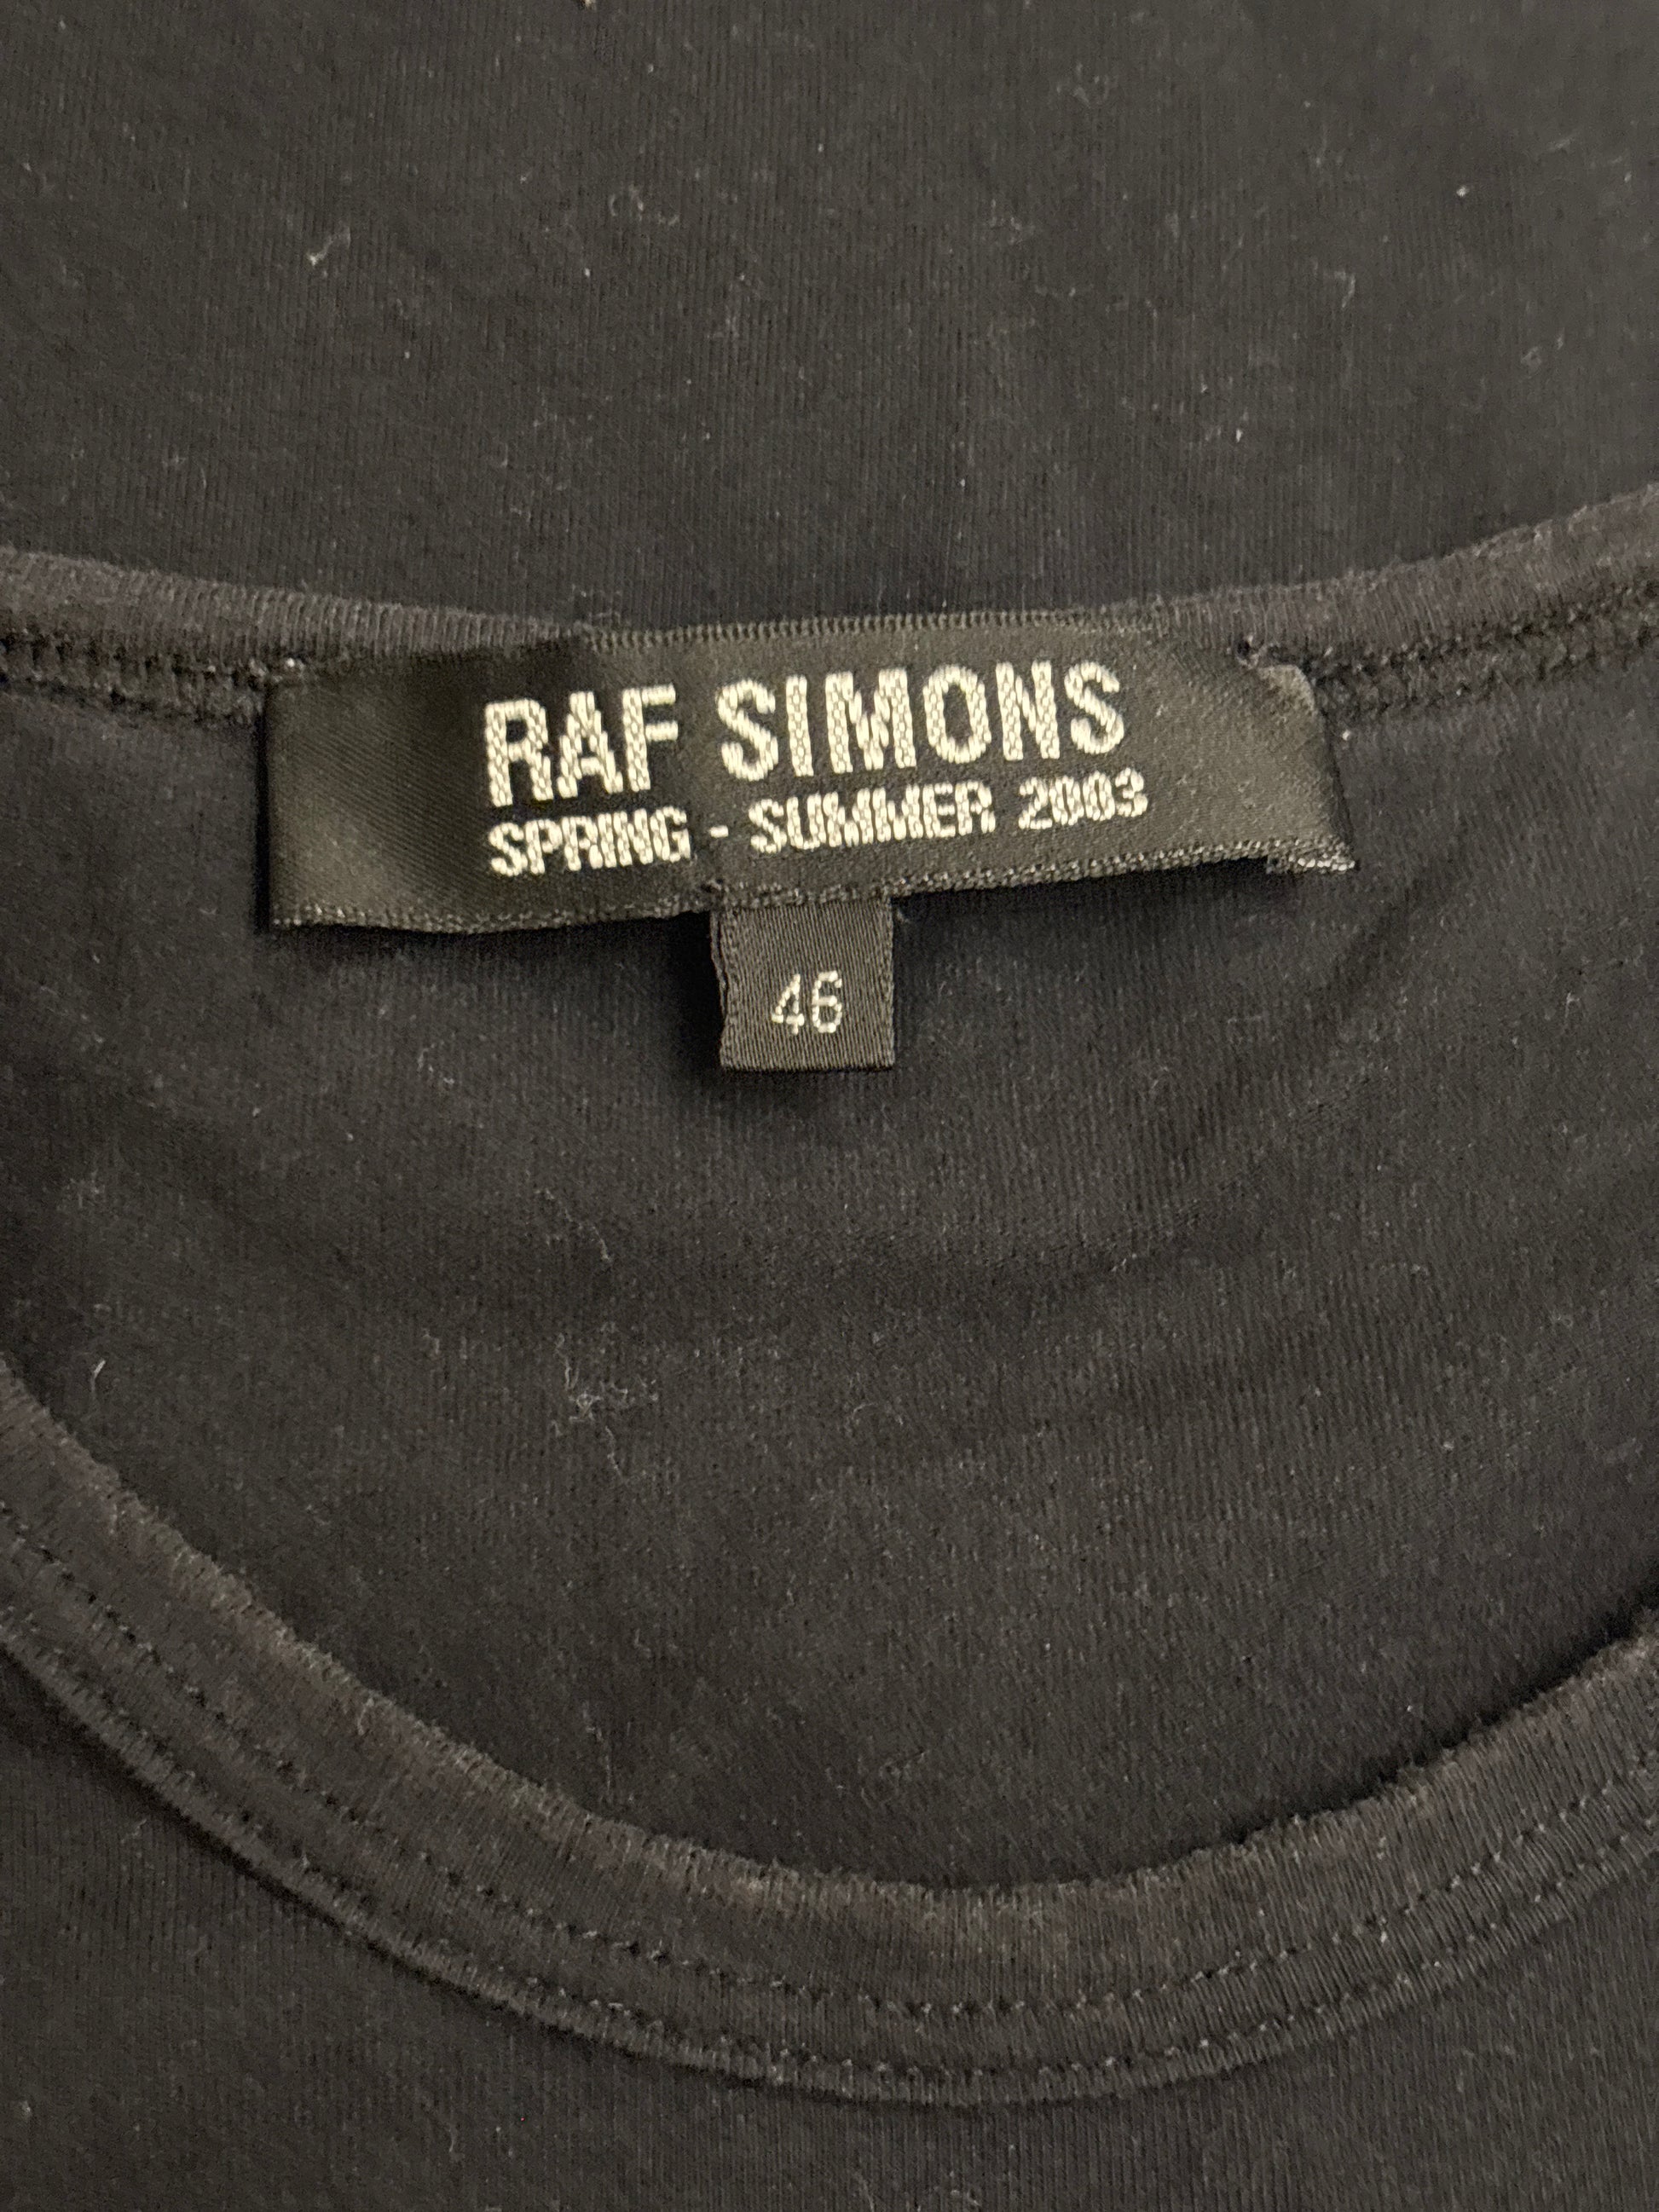 RAF SIMONS
SPRING - SUMMER 2003
46